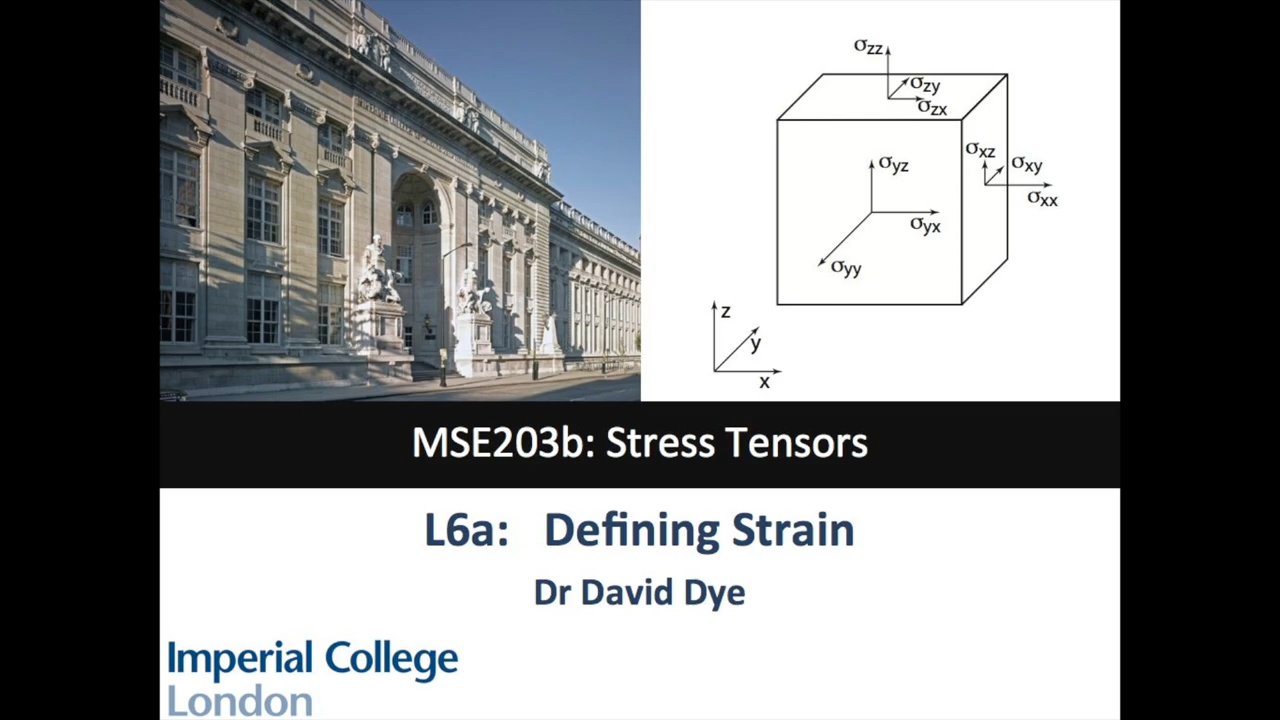 σzz
σzy
σzx
σxz
σxy
σxx
σyz
σyx
σyy
z
y
x
MSE203b: Stress Tensors
L6a: Defining Strain
Dr David Dye
Imperial College
London